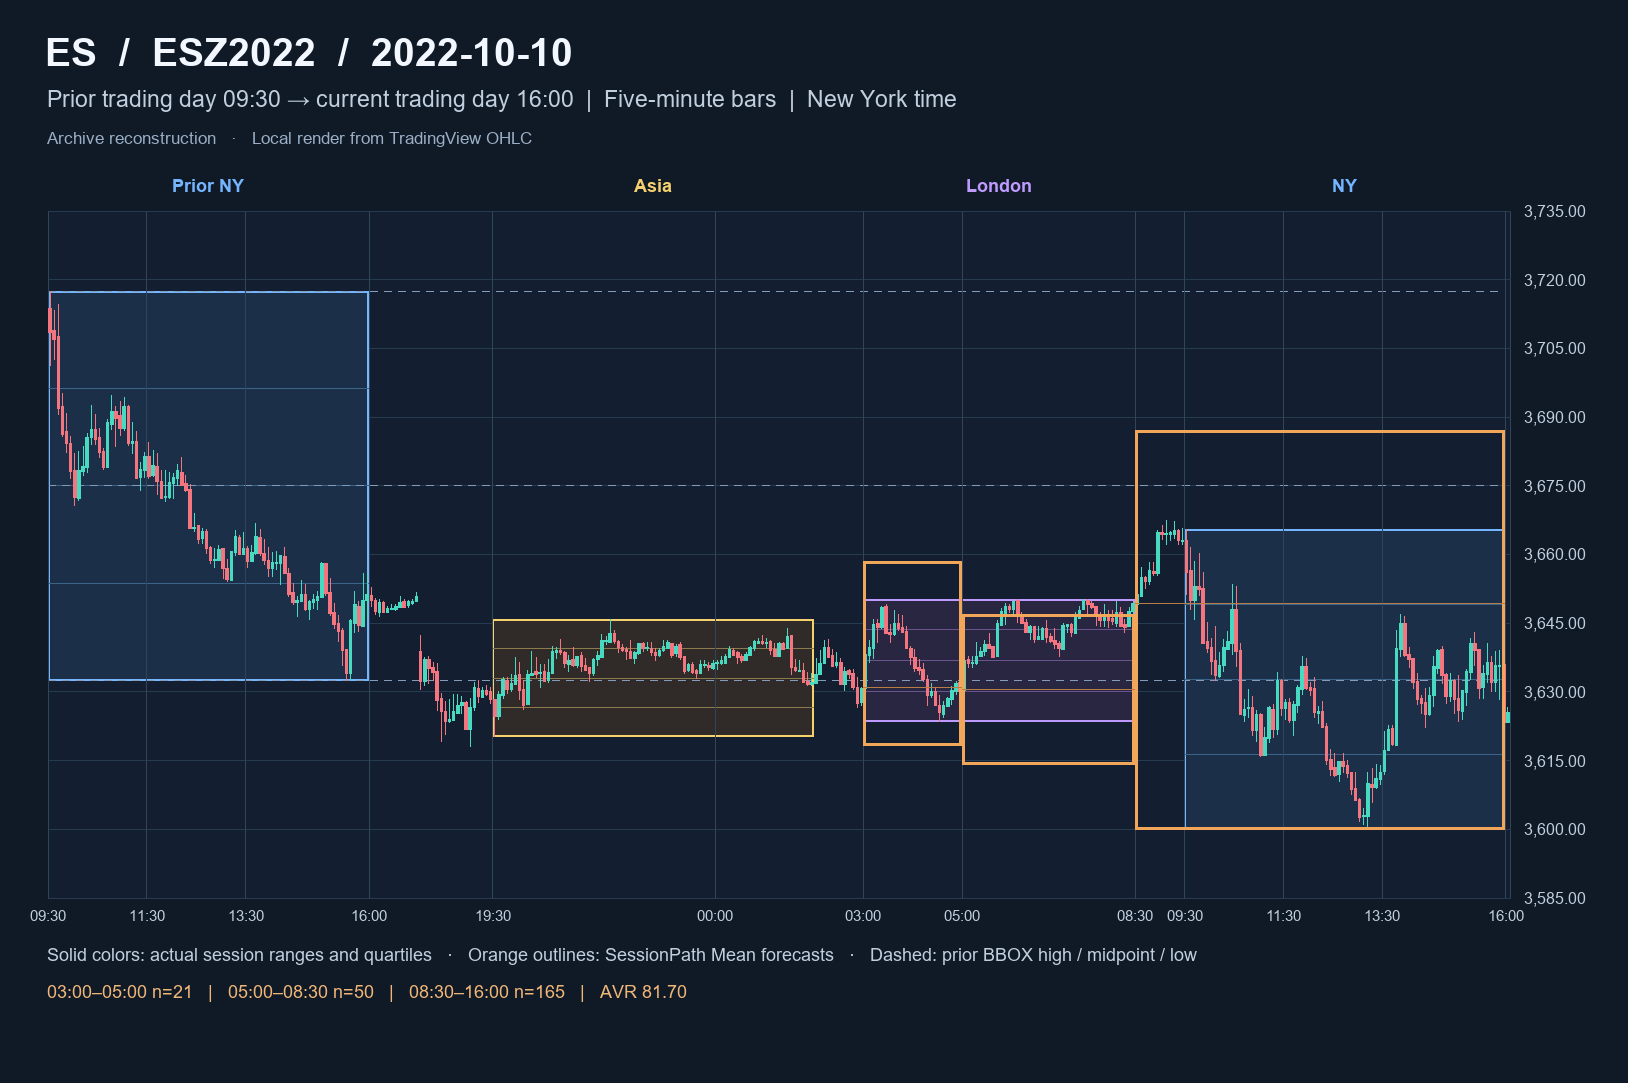 ES / ESZ2022 / 2022-10-10
Prior trading day 09:30 → current trading day 16:00 | Five-minute bars | New York time
Archive reconstruction · Local render from TradingView OHLC
Prior NY Asia London NY
3,735.00
3,720.00
3,705.00
3,690.00
3,675.00
3,660.00
3,645.00
3,630.00
3,615.00
3,600.00
3,585.00
09:30 11:30 13:30 16:00 19:30 00:00 03:00 05:00 08:30 09:30 11:30 13:30 16:00
Solid colors: actual session ranges and quartiles · Orange outlines: SessionPath Mean forecasts · Dashed: prior BBOX high / midpoint / low
03:00–05:00 n=21 | 05:00–08:30 n=50 | 08:30–16:00 n=165 | AVR 81.70